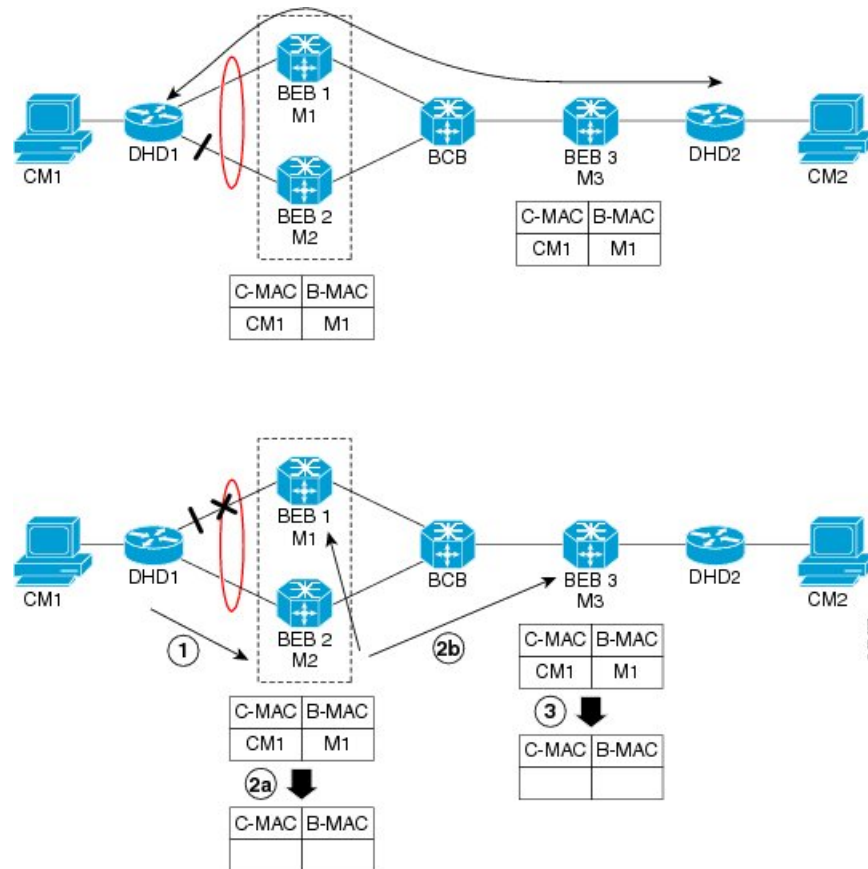 BEB 1
M1
CM1
DHD1
BCB
BEB 3
M3
DHD2
CM2
BEB 2
M2
C-MAC B-MAC
CM1 M1
C-MAC B-MAC
CM1 M1
BEB 1
M1
CM1
DHD1
BCB
BEB 3
M3
DHD2
CM2
1
BEB 2
M2
2b
C-MAC B-MAC
CM1 M1
3
C-MAC B-MAC
C-MAC B-MAC
CM1 M1
2a
C-MAC B-MAC